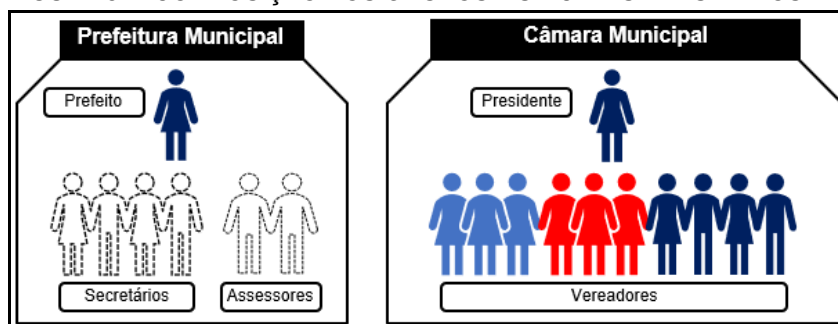 Prefeitura Municipal
Prefeito
Secretários
Assessores
Câmara Municipal
Presidente
Vereadores